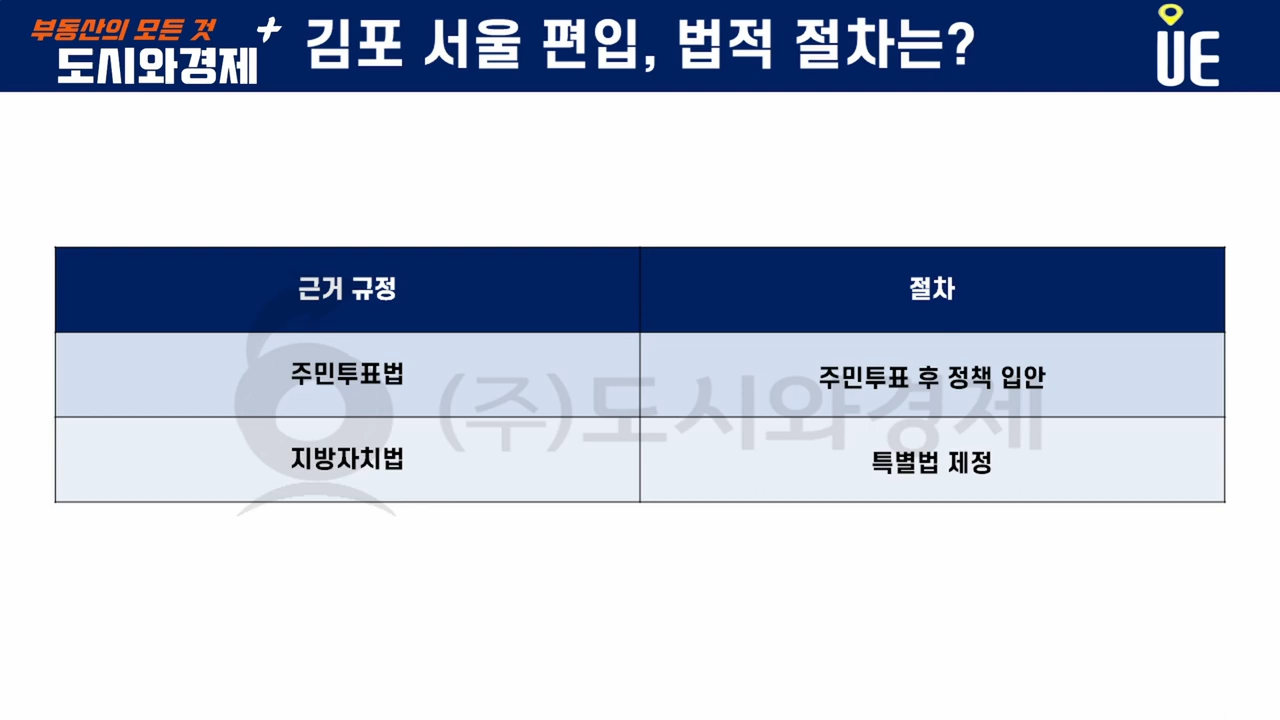 부동산의 모든 것
도시와경제
김포 서울 편입, 법적 절차는?
UE
근거 규정
절차
주민투표법
주민투표 후 정책 입안
지방자치법
특별법 제정
(주)도시와경제